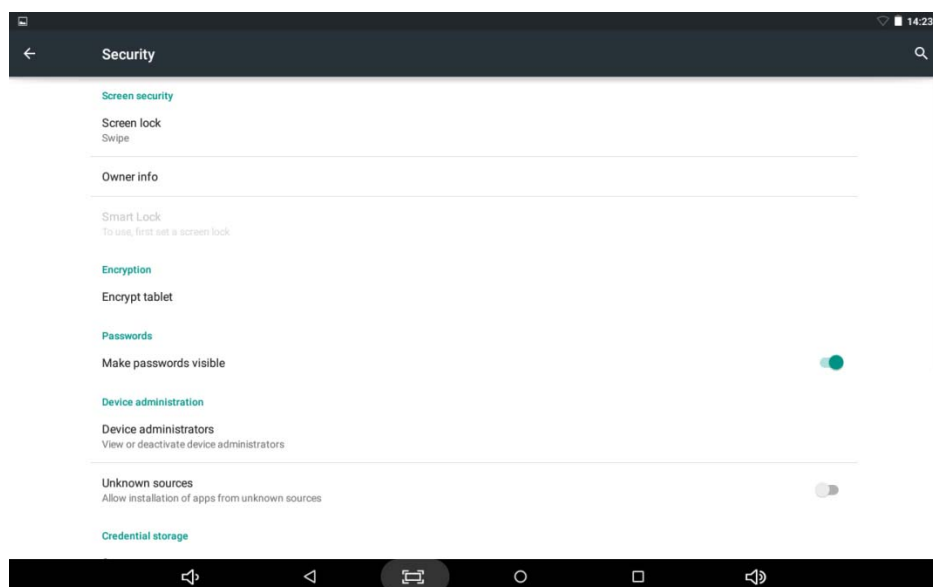 14:23
Security
Screen security
Screen lock
Swipe
Owner info
Smart Lock
To use, first set a screen lock
Encryption
Encrypt tablet
Passwords
Make passwords visible
Device administration
Device administrators
View or deactivate device administrators
Unknown sources
Allow installation of apps from unknown sources
Credential storage